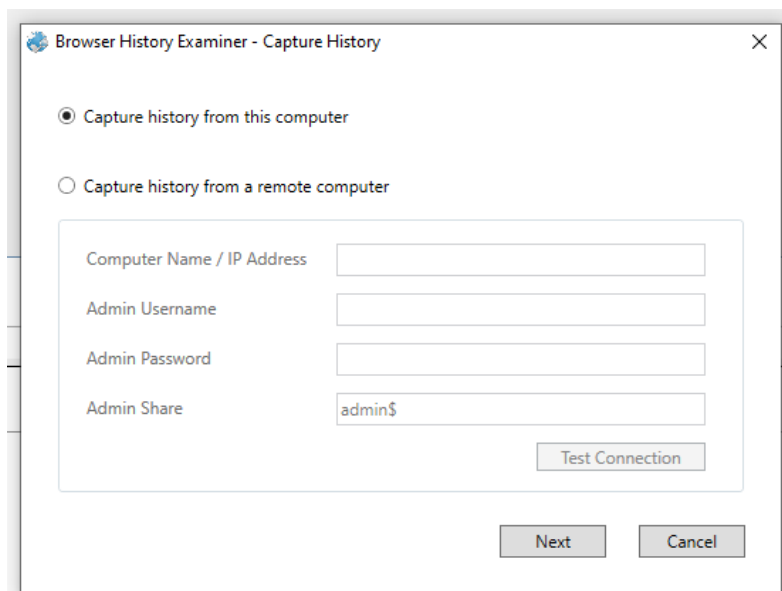 Browser History Examiner - Capture History
Capture history from this computer
Capture history from a remote computer
Computer Name / IP Address
Admin Username
Admin Password
Admin Share admin$
Test Connection
Next Cancel